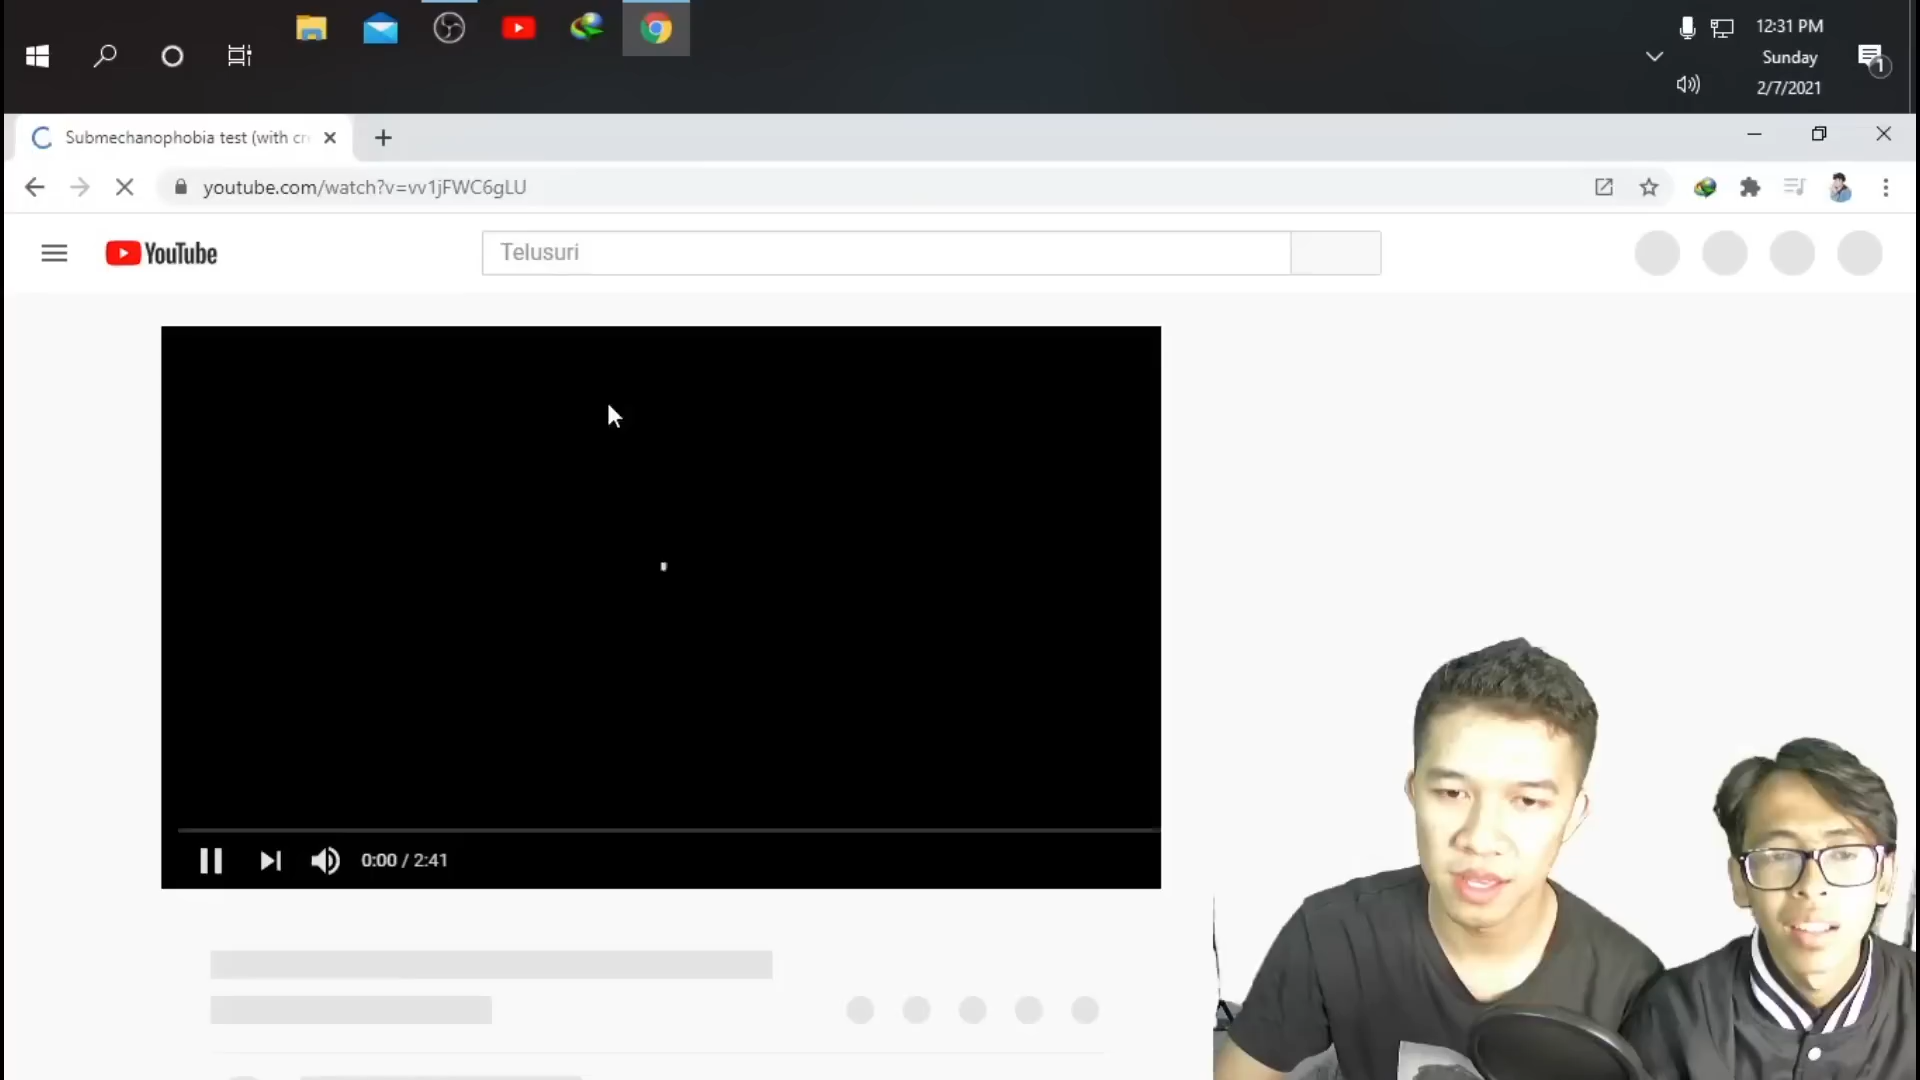 12:31 PM
Sunday
2/7/2021
1
Submechanophobia test (with cr
youtube.com/watch?v=vv1jFWC6gLU
YouTube
Telusuri
0:00 / 2:41